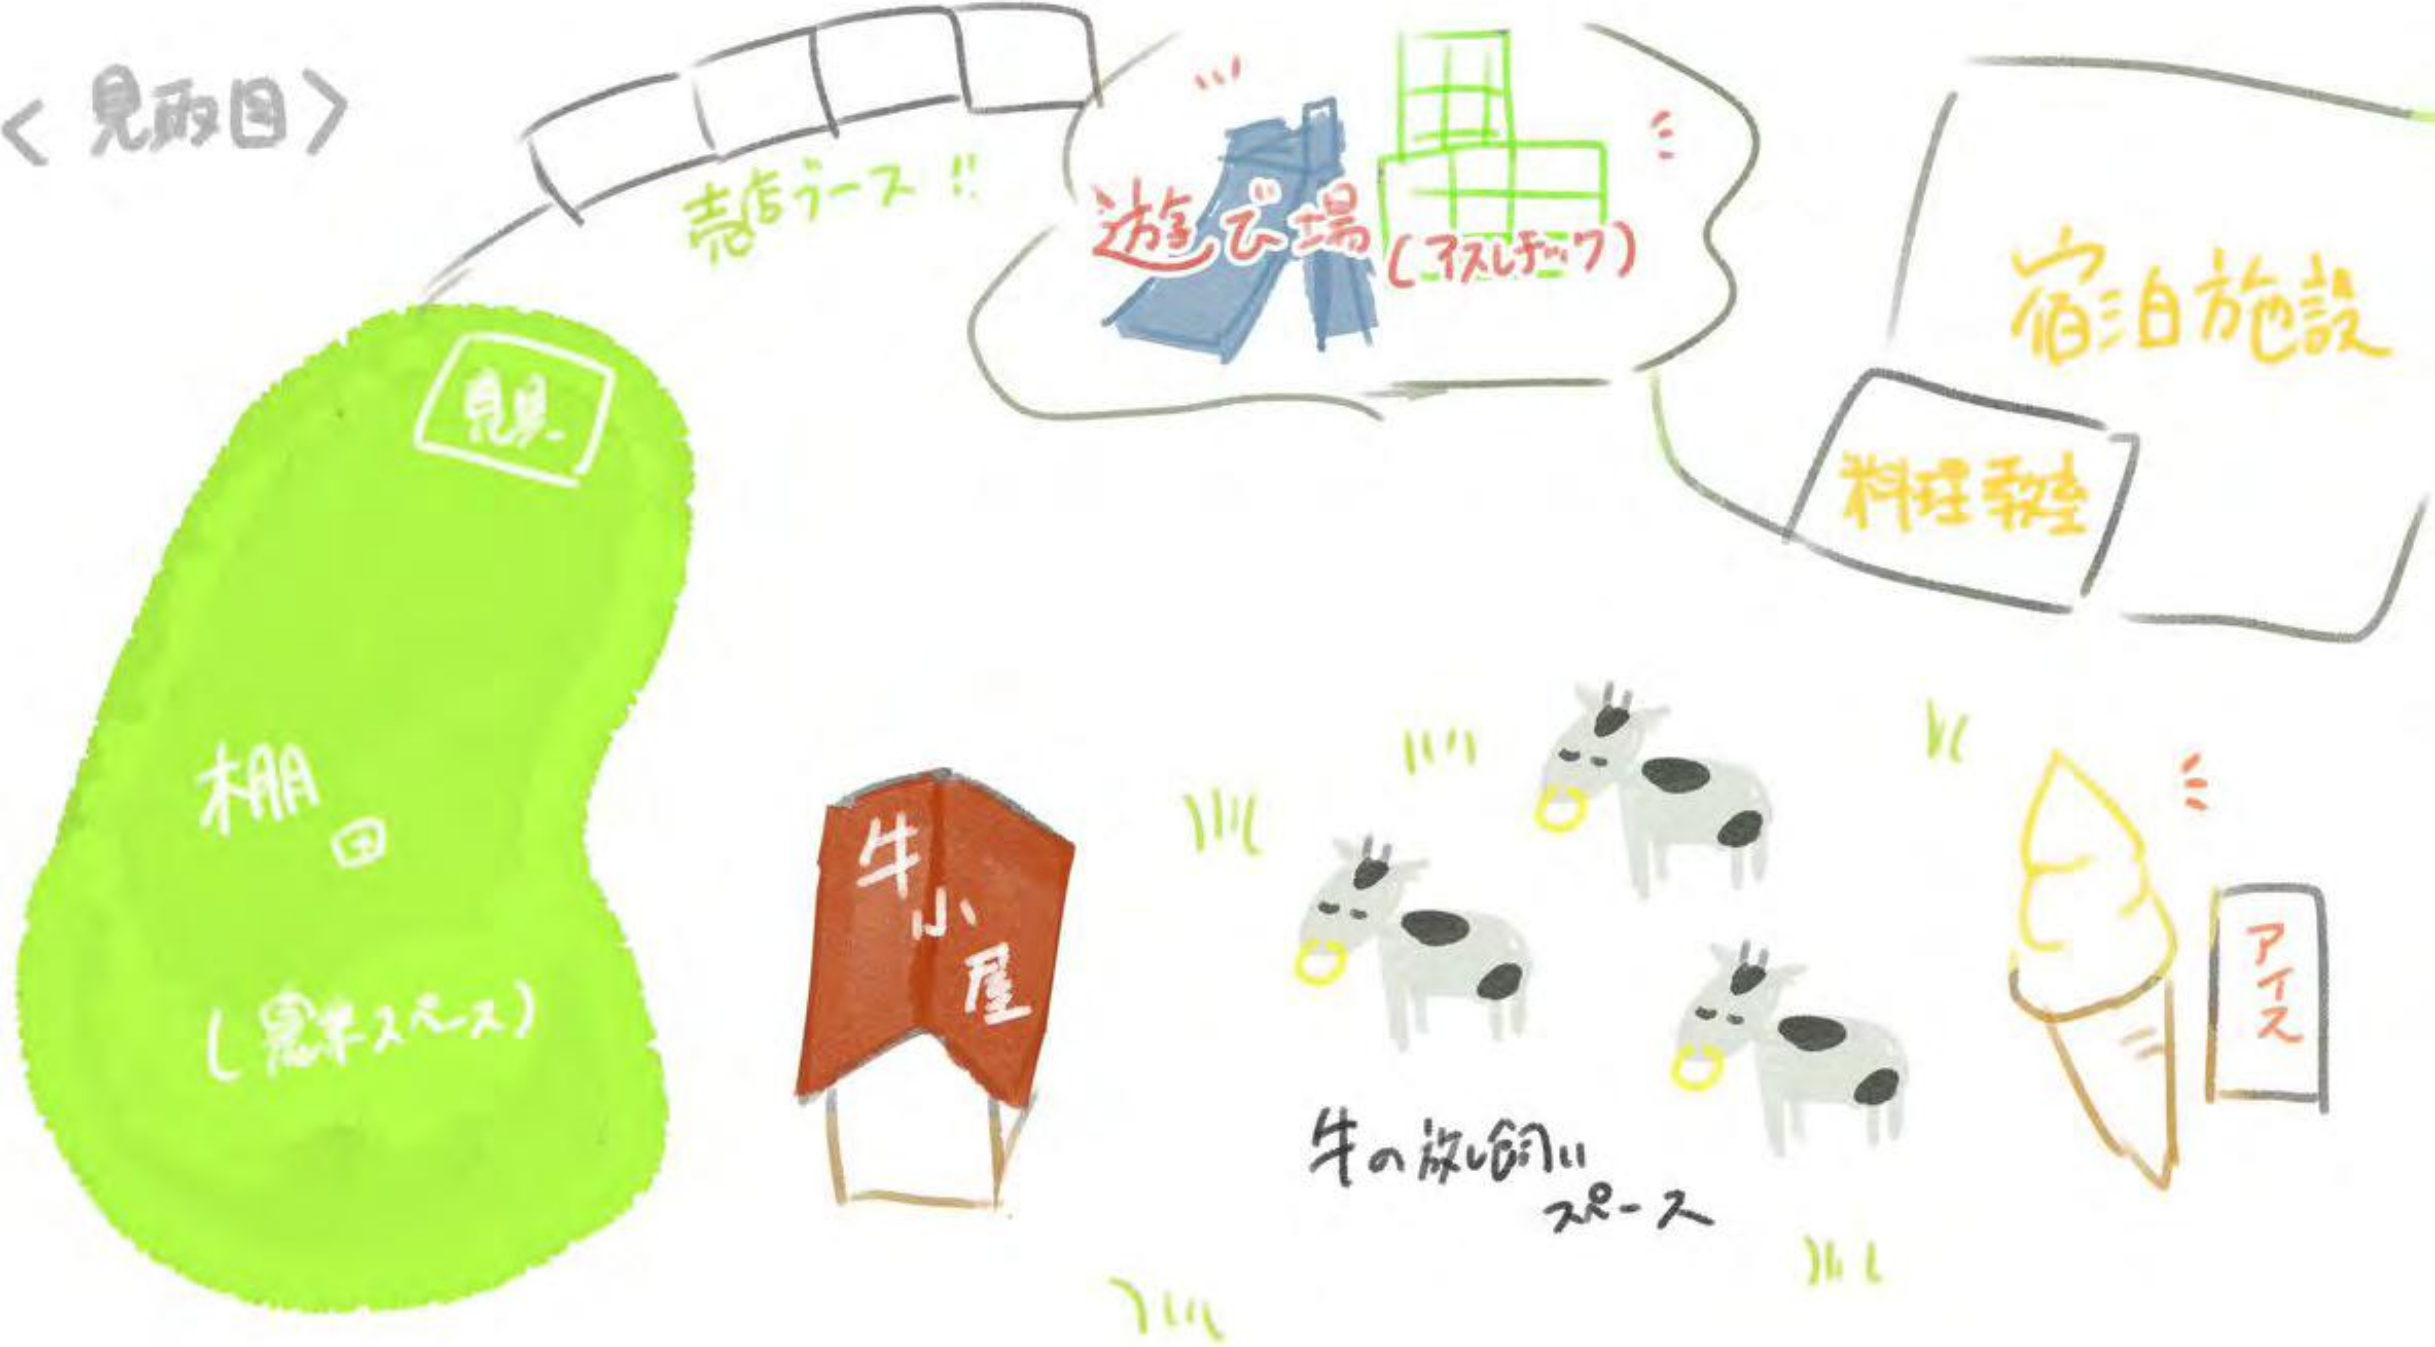 <見取図>
売店ブース!!
遊び場(アスレチック)
宿泊施設
料理教室
棚田
(農業スペース)
牛小屋
牛の放し飼い
スペース
アイス